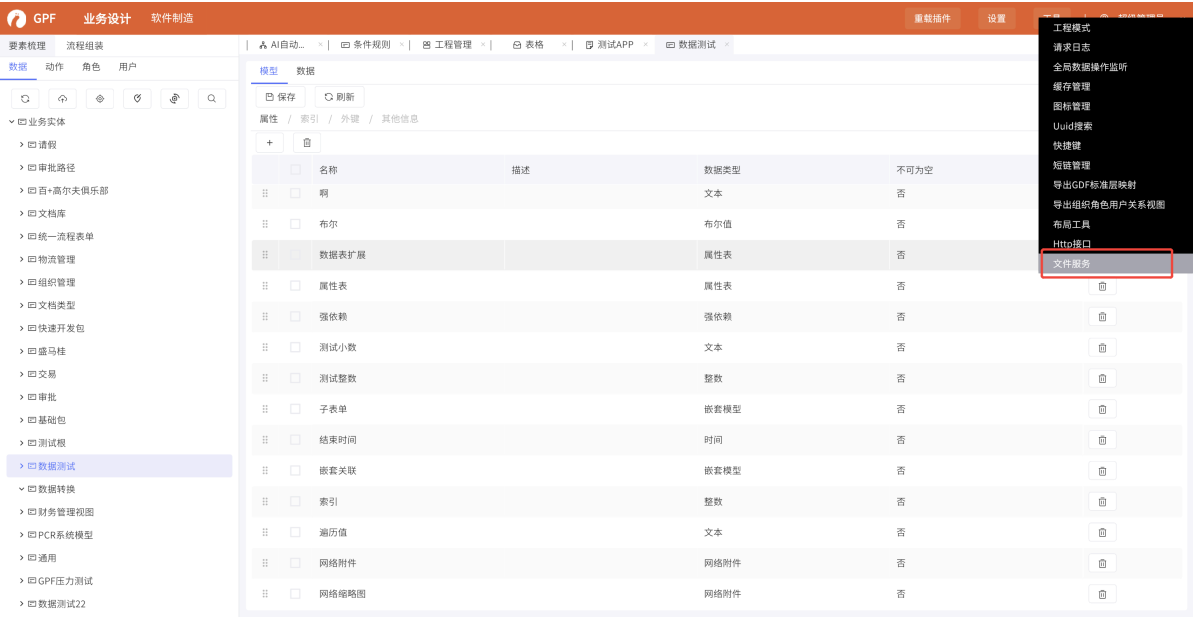 GPF 业务设计 软件制造 重载插件 设置
要素梳理 流程组装
AI自动... × 条件规则 × 工程管理 × 表格 × 测试APP × 数据测试 ×
数据 动作 角色 用户
模型 数据
保存 刷新
属性 / 索引 / 外键 / 其他信息
业务实体
请假
审批路径
百+高尔夫俱乐部
文档库
统一流程表单
物流管理
组织管理
文档类型
快速开发包
盛马桂
交易
审批
基础包
测试根
数据测试
数据转换
财务管理视图
PCR系统模型
通用
GPF压力测试
数据测试22
名称 描述 数据类型 不可为空
啊 文本 否
布尔 布尔值 否
数据表扩展 属性表 否
属性表 属性表 否
强依赖 强依赖 否
测试小数 文本 否
测试整数 整数 否
子表单 嵌套模型 否
结束时间 时间 否
嵌套关联 嵌套模型 否
索引 整数 否
遍历值 文本 否
网络附件 网络附件 否
网络缩略图 网络附件 否
工程模式
请求日志
全局数据操作监听
缓存管理
图标管理
Uuid搜索
快捷键
短链管理
导出GDF标准层映射
导出组织角色用户关系视图
布局工具
Http接口
文件服务